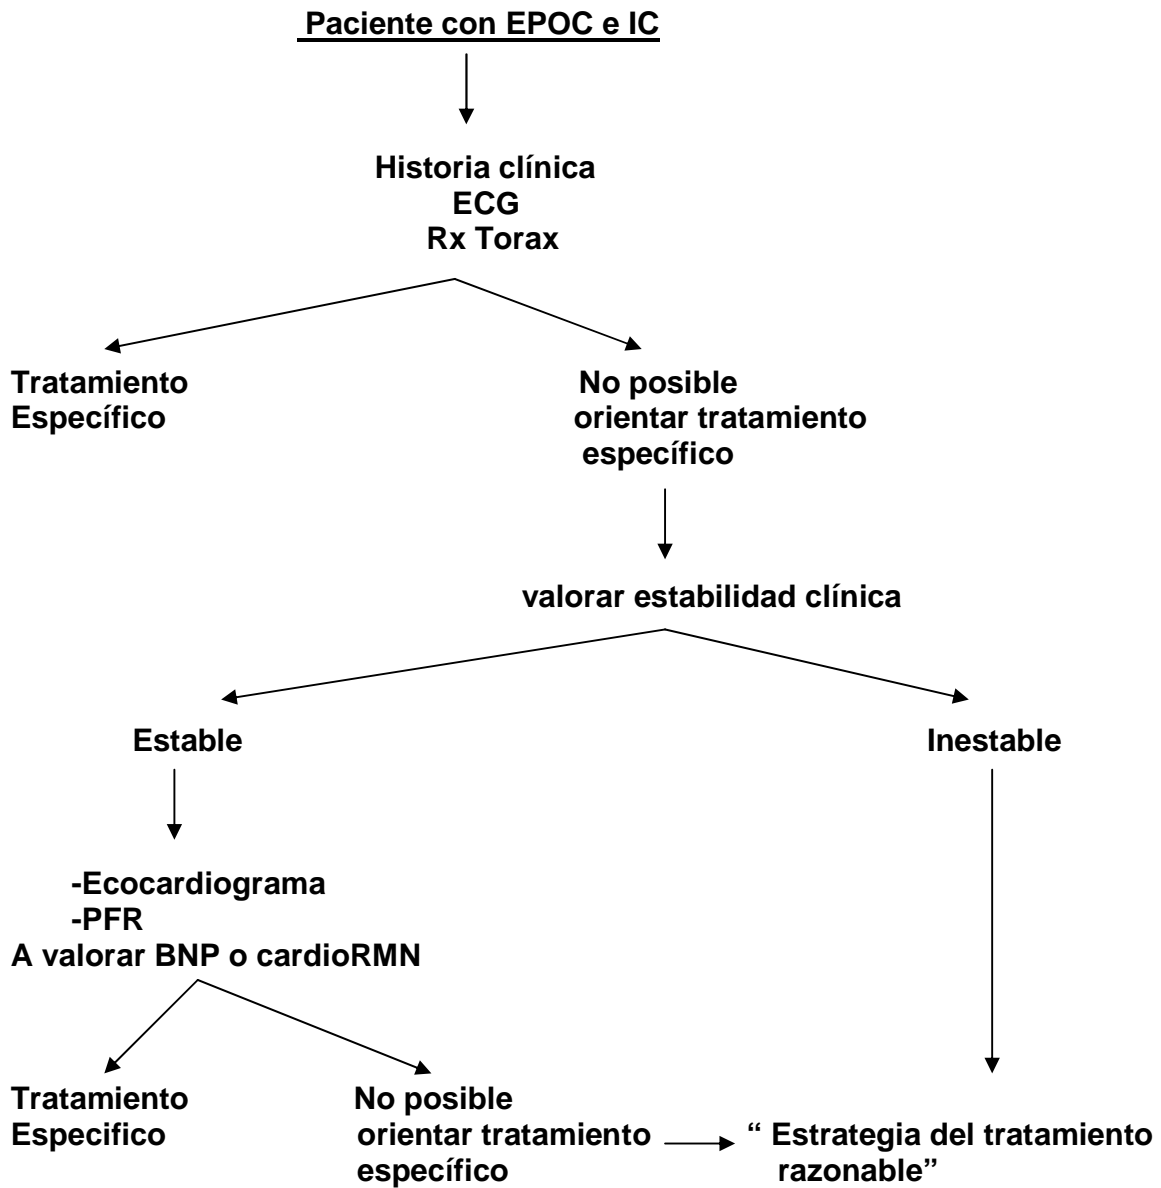 Paciente con EPOC e IC
Historia clínica
ECG
Rx Torax
Tratamiento
Específico
No posible
orientar tratamiento
específico
valorar estabilidad clínica
Estable
Inestable
-Ecocardiograma
-PFR
A valorar BNP o cardioRMN
Tratamiento
Especifico
No posible
orientar tratamiento
específico
“ Estrategia del tratamiento
razonable”